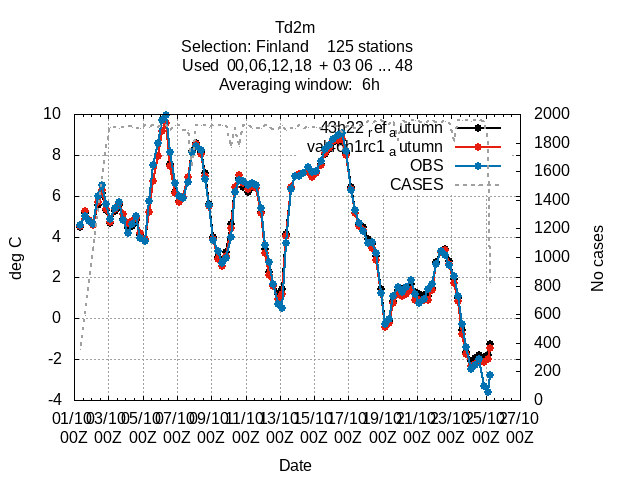 Td2m
Selection: Finland 125 stations
Used 00,06,12,18 + 03 06 ... 48
Averaging window: 6h
deg C
10
8
6
4
2
0
-2
-4
2000
1800
1600
1400
1200
1000
800
600
400
200
0
No cases
43h22 ref a utumn
OBS
CASES
01/10 03/10 05/10 07/10 09/10 11/10 13/10 15/10 17/10 19/10 21/10 23/10 25/10 27/10
00Z 00Z 00Z 00Z 00Z 00Z 00Z 00Z 00Z 00Z 00Z 00Z 00Z 00Z
Date